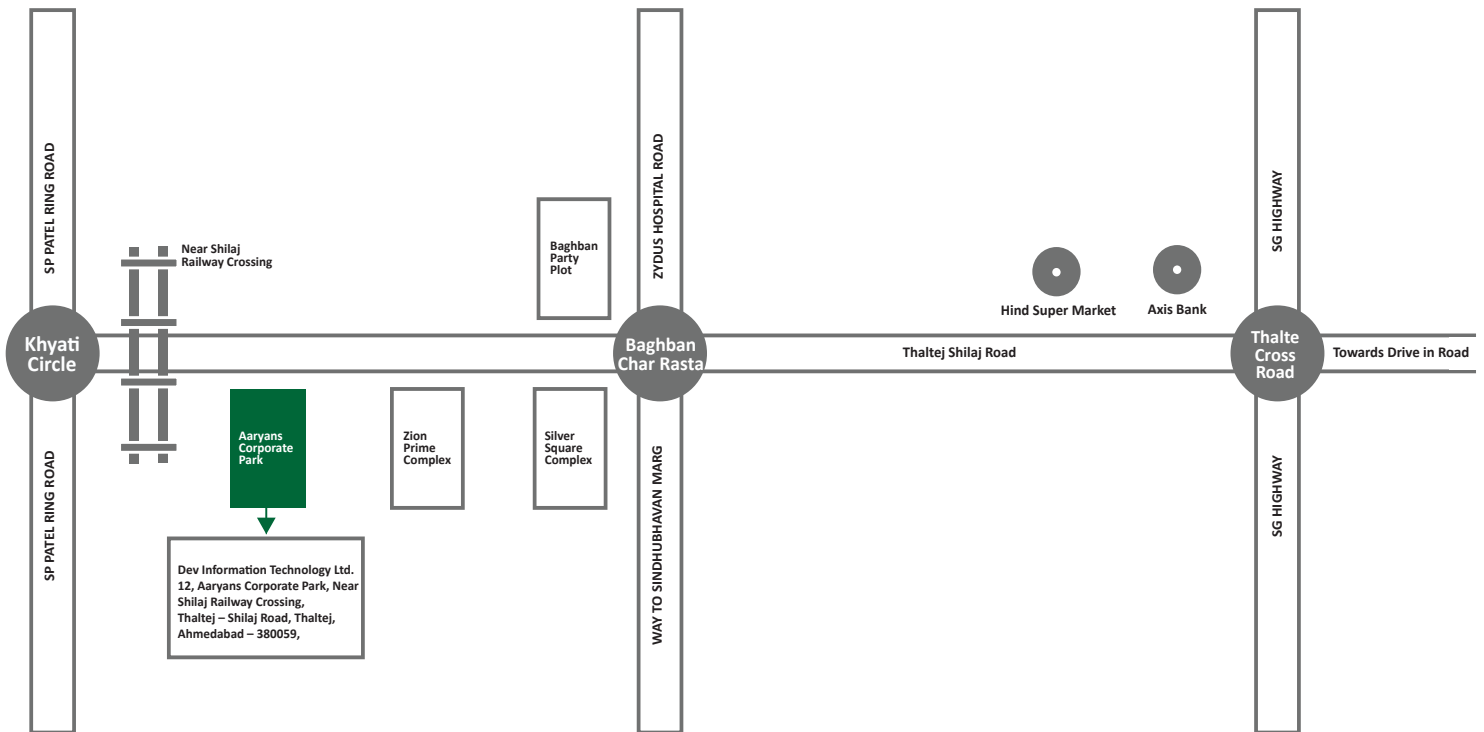 SP PATEL RING ROAD
ZYDUS HOSPITAL ROAD
SG HIGHWAY
Near Shilaj
Railway Crossing
Baghban
Party
Plot
Hind Super Market
Axis Bank
Khyati
Circle
Baghban
Char Rasta
Thaltej Shilaj Road
Thalte
Cross
Road
Towards Drive in Road
Aaryans
Corporate
Park
Zion
Prime
Complex
Silver
Square
Complex
SP PATEL RING ROAD
WAY TO SINDHUBHAVAN MARG
SG HIGHWAY
Dev Information Technology Ltd.
12, Aaryans Corporate Park, Near
Shilaj Railway Crossing,
Thaltej – Shilaj Road, Thaltej,
Ahmedabad – 380059,